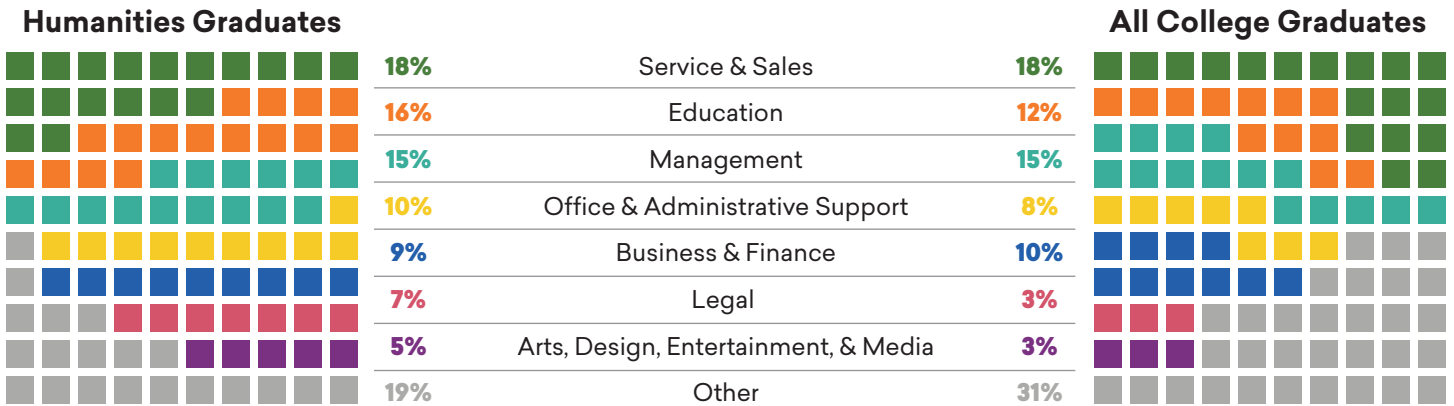 Humanities Graduates All College Graduates
18% Service & Sales 18%
16% Education 12%
15% Management 15%
10% Office & Administrative Support 8%
9% Business & Finance 10%
7% Legal 3%
5% Arts, Design, Entertainment, & Media 3%
19% Other 31%